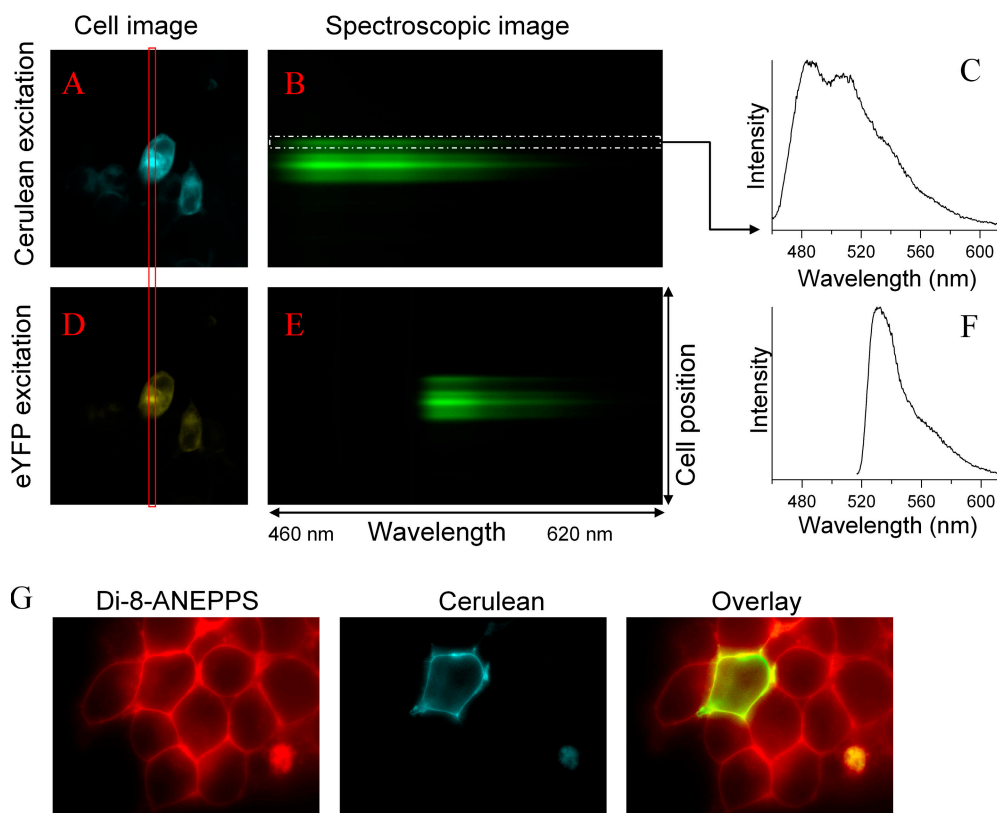 Cell image
Spectroscopic image
Cerulean excitation
A
B
C
Intensity
480 520 560 600
Wavelength (nm)
eYFP excitation
D
E
Cell position
F
Intensity
480 520 560 600
Wavelength (nm)
460 nm Wavelength 620 nm
G
Di-8-ANEPPS
Cerulean
Overlay